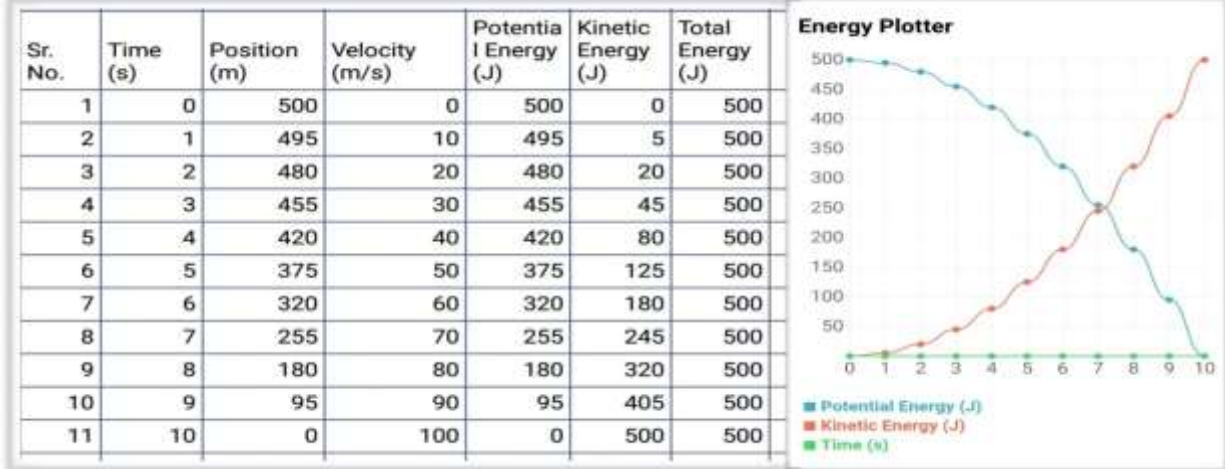 Sr. No. Time (s) Position (m) Velocity (m/s) Potentia l Energy (J) Kinetic Energy (J) Total Energy (J)
1 0 500 0 500 0 500
2 1 495 10 495 5 500
3 2 480 20 480 20 500
4 3 455 30 455 45 500
5 4 420 40 420 80 500
6 5 375 50 375 125 500
7 6 320 60 320 180 500
8 7 255 70 255 245 500
9 8 180 80 180 320 500
10 9 95 90 95 405 500
11 10 0 100 0 500 500
Energy Plotter
500
450
400
350
300
250
200
150
100
50
0 1 2 3 4 5 6 7 8 9 10
Potential Energy (J)
Kinetic Energy (J)
Time (s)